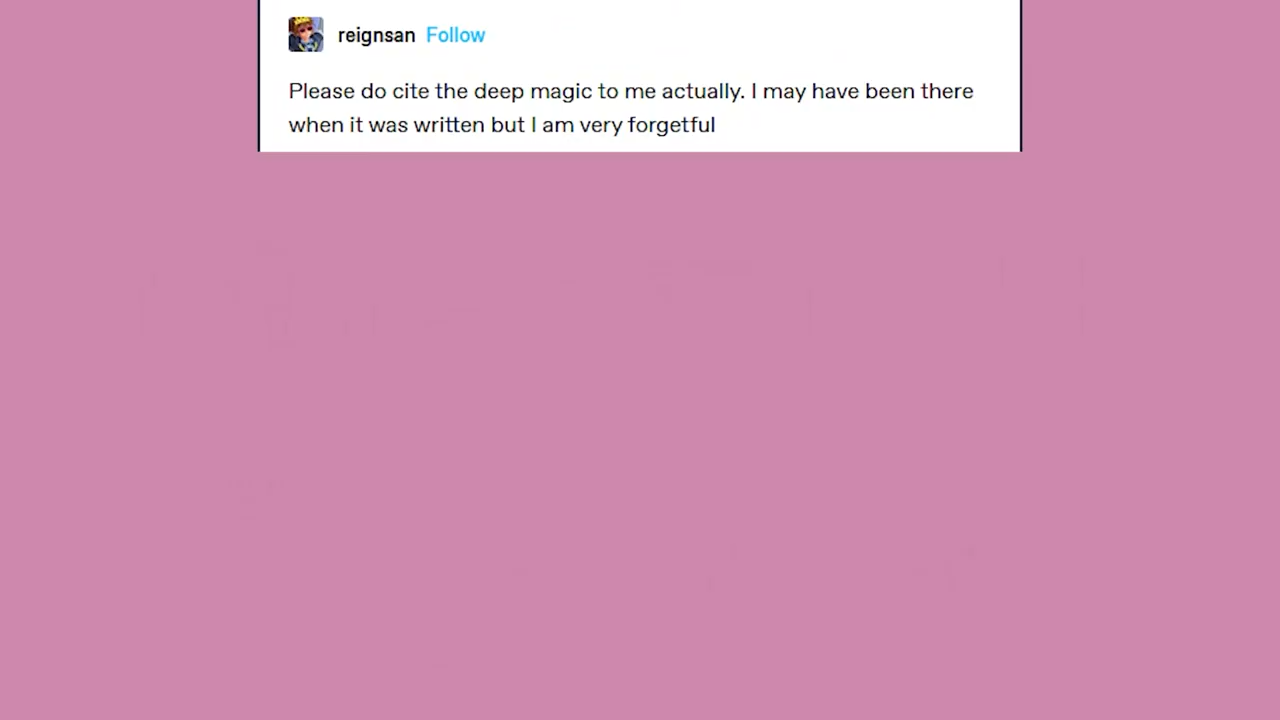 reignsan Follow
Please do cite the deep magic to me actually. I may have been there
when it was written but I am very forgetful